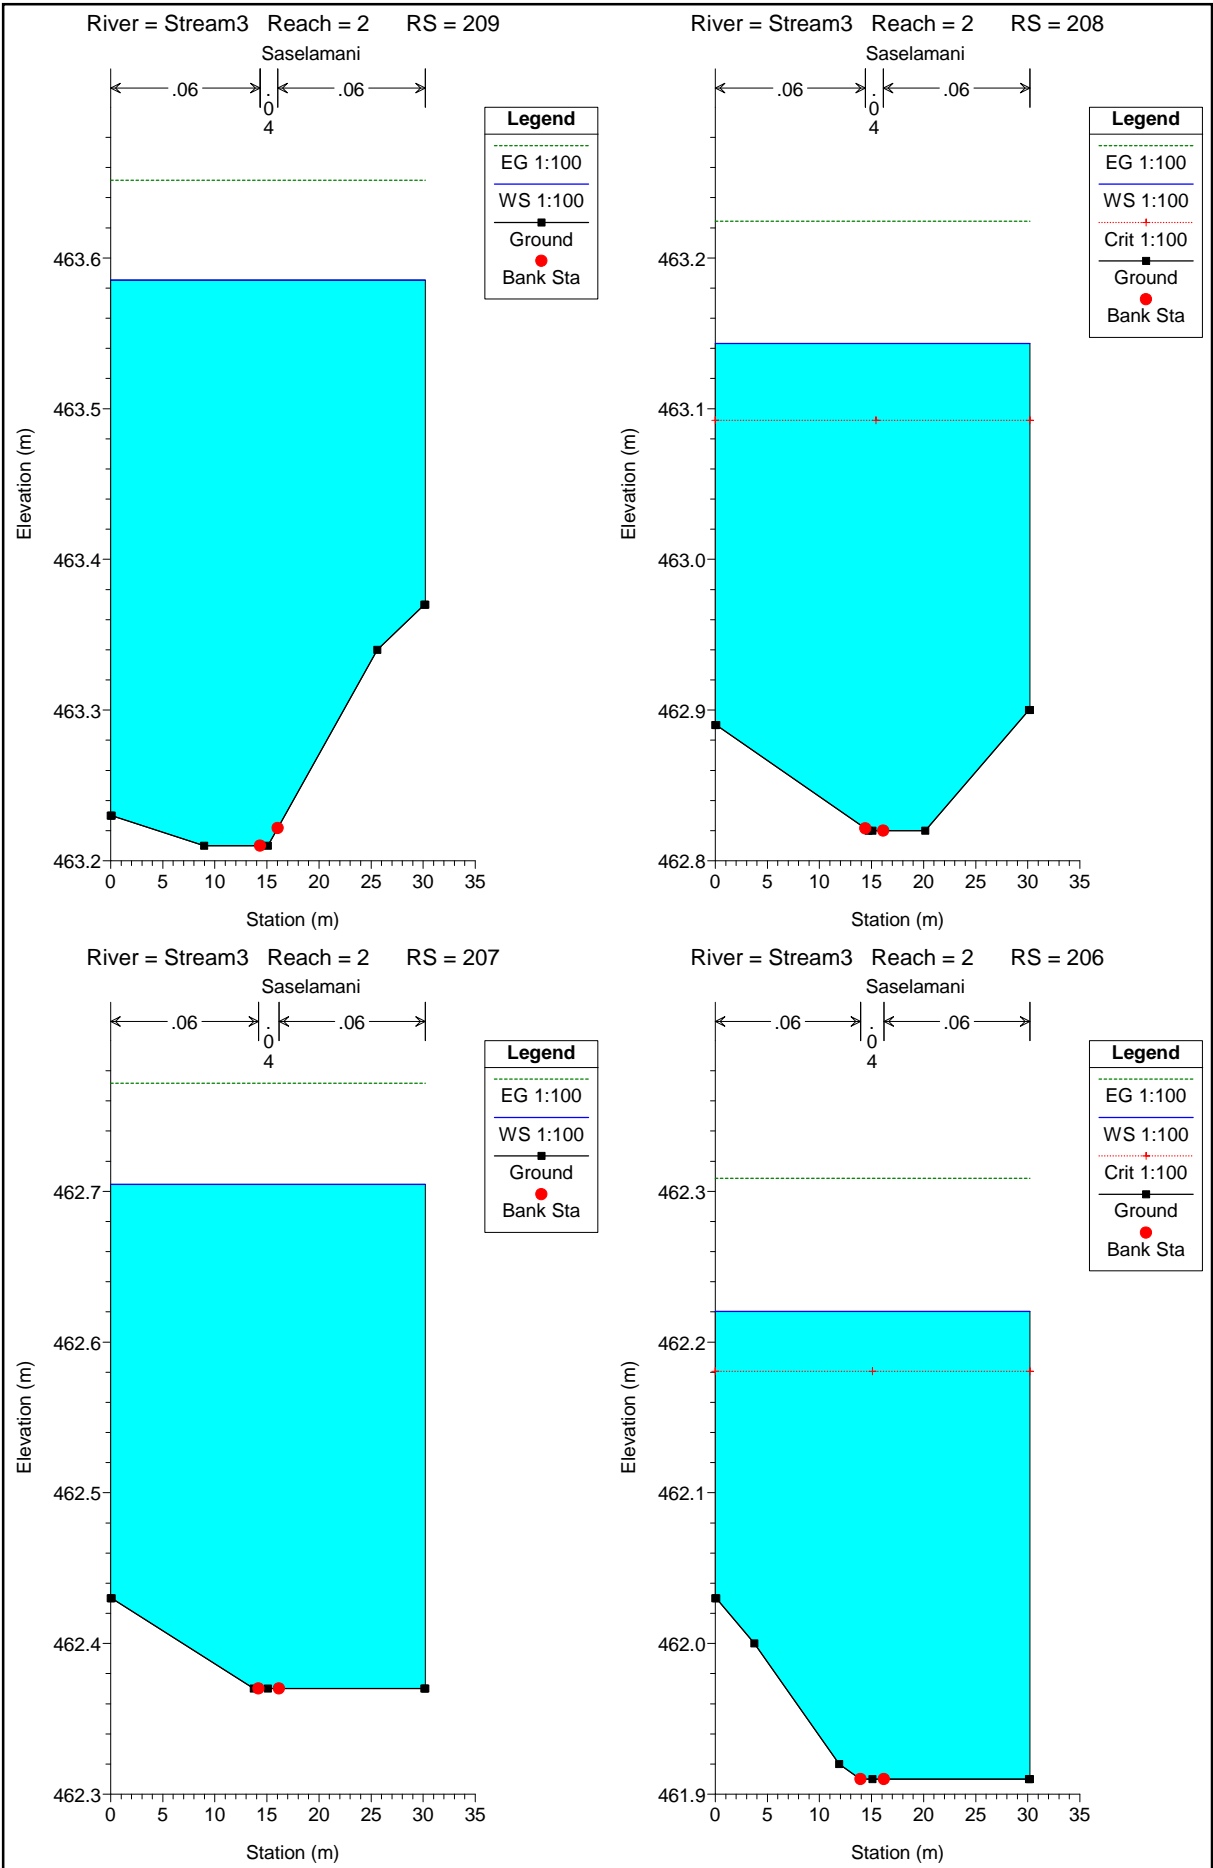 River = Stream3 Reach = 2 RS = 209
Saselamani
.06 .04 .06
Legend
EG 1:100
WS 1:100
Ground
Bank Sta
463.6
463.5
463.4
463.3
463.2
Elevation (m)
0 5 10 15 20 25 30 35
Station (m)
River = Stream3 Reach = 2 RS = 208
Saselamani
.06 .04 .06
Legend
EG 1:100
WS 1:100
Crit 1:100
Ground
Bank Sta
463.2
463.1
463.0
462.9
462.8
Elevation (m)
0 5 10 15 20 25 30 35
Station (m)
River = Stream3 Reach = 2 RS = 207
Saselamani
.06 .04 .06
Legend
EG 1:100
WS 1:100
Ground
Bank Sta
462.7
462.6
462.5
462.4
462.3
Elevation (m)
0 5 10 15 20 25 30 35
Station (m)
River = Stream3 Reach = 2 RS = 206
Saselamani
.06 .04 .06
Legend
EG 1:100
WS 1:100
Crit 1:100
Ground
Bank Sta
462.3
462.2
462.1
462.0
461.9
Elevation (m)
0 5 10 15 20 25 30 35
Station (m)